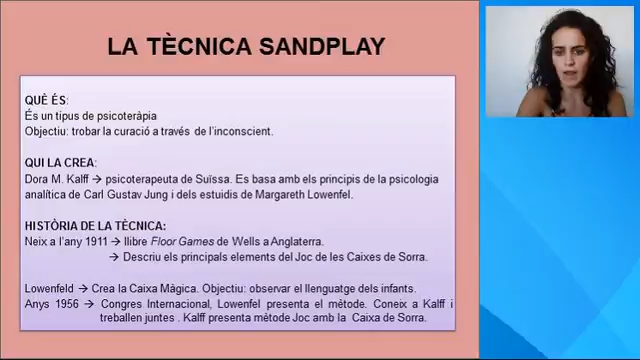 LA TÈCNICA SANDPLAY
QUÈ ÉS:
És un tipus de psicoteràpia
Objectiu: trobar la curació a través de l’inconscient.
QUI LA CREA:
Dora M. Kalff → psicoterapeuta de Suïssa. Es basa amb els principis de la psicologia
analítica de Carl Gustav Jung i dels estuidis de Margareth Lowenfel.
HISTÒRIA DE LA TÈCNICA:
Neix a l’any 1911 → llibre Floor Games de Wells a Anglaterra.
→ Descriu els principals elements del Joc de les Caixes de Sorra.
Lowenfeld → Crea la Caixa Màgica. Objectiu: observar el llenguatge dels infants.
Anys 1956 → Congres Internacional, Lowenfel presenta el mètode. Coneix a Kalff i
treballen juntes . Kalff presenta mètode Joc amb la Caixa de Sorra.